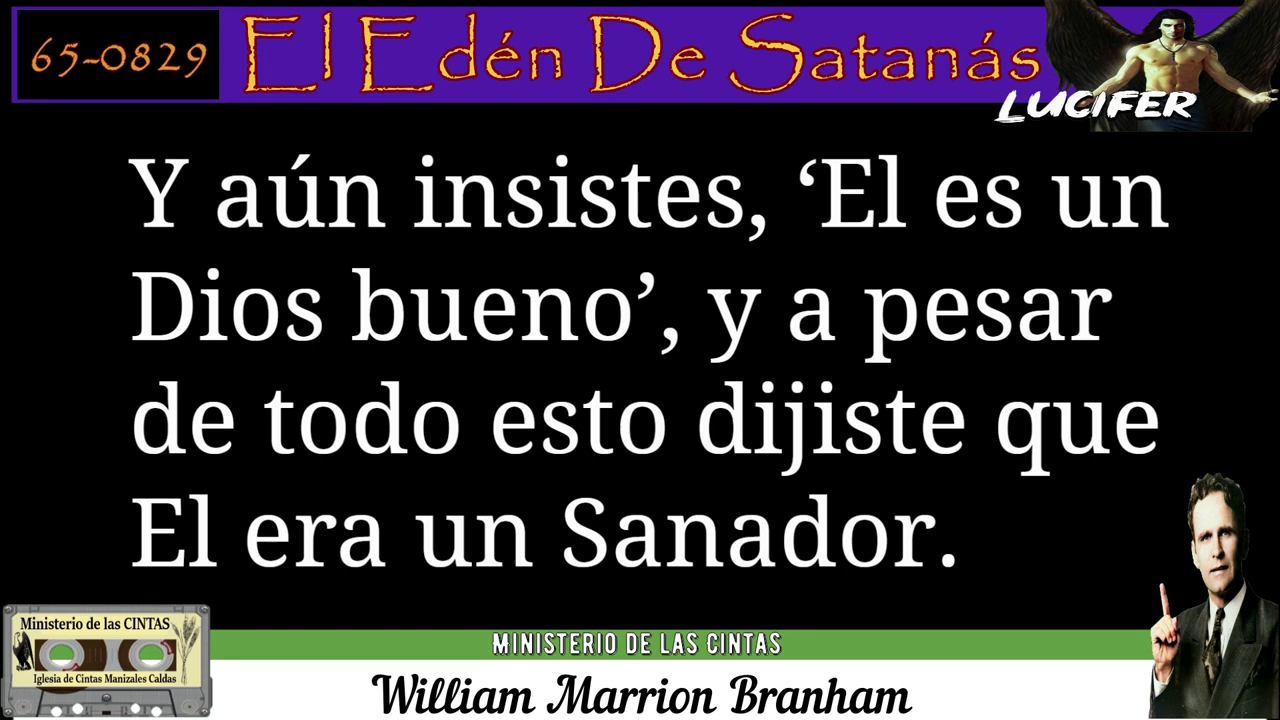 65-0829
El Edén De Satanás
LUCIFER
Y aún insistes, ‘El es un
Dios bueno’, y a pesar
de todo esto dijiste que
El era un Sanador.
Ministerio de las CINTAS
Iglesia de Cintas Manizales Caldas
MINISTERIO DE LAS CINTAS
William Marrion Branham